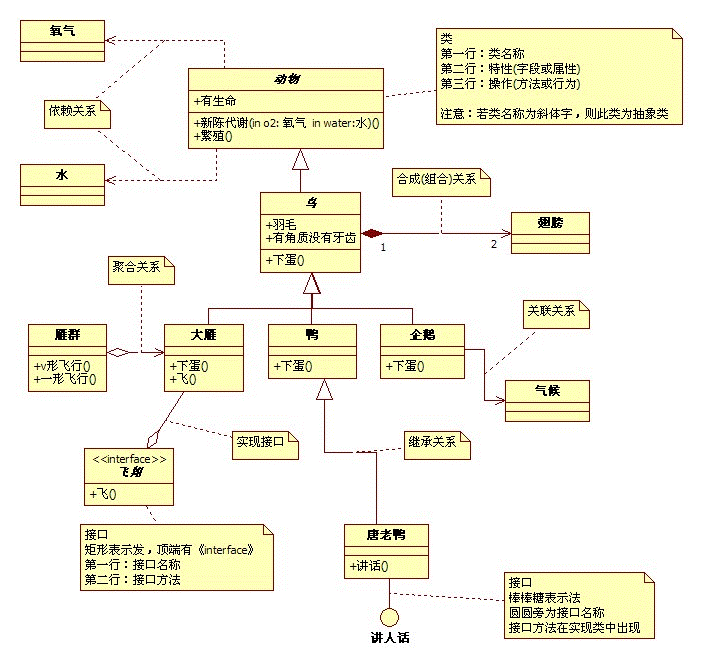 氧气
类
第一行：类名称
第二行：特性(字段或属性)
第三行：操作(方法或行为)
注意：若类名称为斜体字，则此类为抽象类
动物
+有生命
+新陈代谢(in o2: 氧气 in water:水)()
+繁殖()
依赖关系
水
鸟
+羽毛
+有角质没有牙齿
+下蛋()
合成(组合)关系
1
2
翅膀
聚合关系
雁群
+v形飞行()
+一形飞行()
大雁
+下蛋()
+飞()
鸭
+下蛋()
企鹅
+下蛋()
关联关系
气候
实现接口
继承关系
<<interface>>
飞翔
+飞()
接口
矩形表示发，顶端有《interface》
第一行：接口名称
第二行：接口方法
唐老鸭
+讲话()
讲人话
接口
棒棒糖表示法
圆圈旁为接口名称
接口方法在实现类中出现